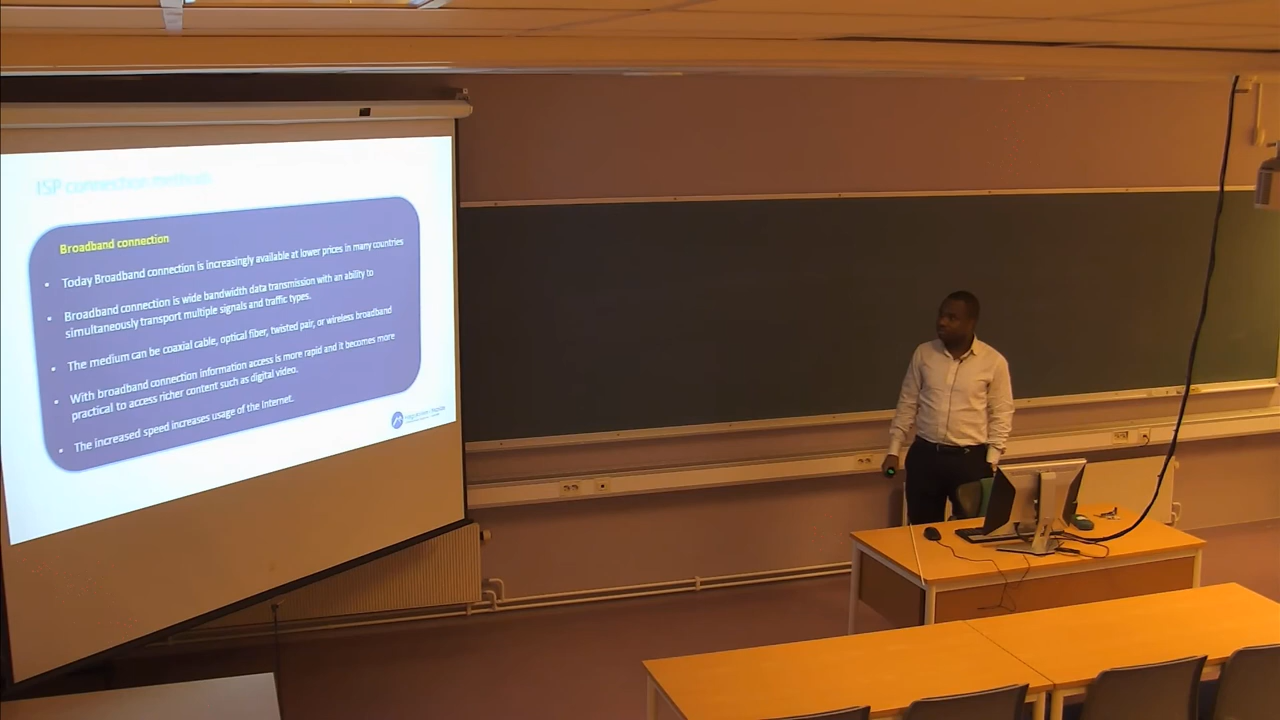 ISP connection methods
Broadband connection
• Today Broadband connection is increasingly available at lower prices in many countries
• Broadband connection is wide bandwidth data transmission with an ability to
simultaneously transport multiple signals and traffic types.
• The medium can be coaxial cable, optical fiber, twisted pair, or wireless broadband
• With broadband connection information access is more rapid and it becomes more
practical to access richer content such as digital video.
• The increased speed increases usage of the Internet.